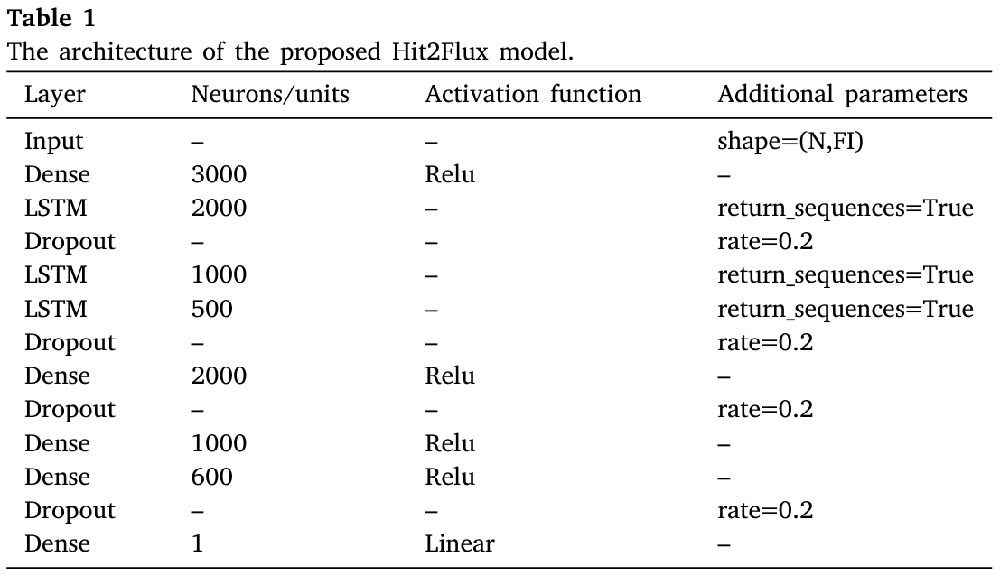 Table 1
The architecture of the proposed Hit2Flux model.
Layer Neurons/units Activation function Additional parameters
Input – – shape=(N,FI)
Dense 3000 Relu –
LSTM 2000 – return_sequences=True
Dropout – – rate=0.2
LSTM 1000 – return_sequences=True
LSTM 500 – return_sequences=True
Dropout – – rate=0.2
Dense 2000 Relu –
Dropout – – rate=0.2
Dense 1000 Relu –
Dense 600 Relu –
Dropout – – rate=0.2
Dense 1 Linear –